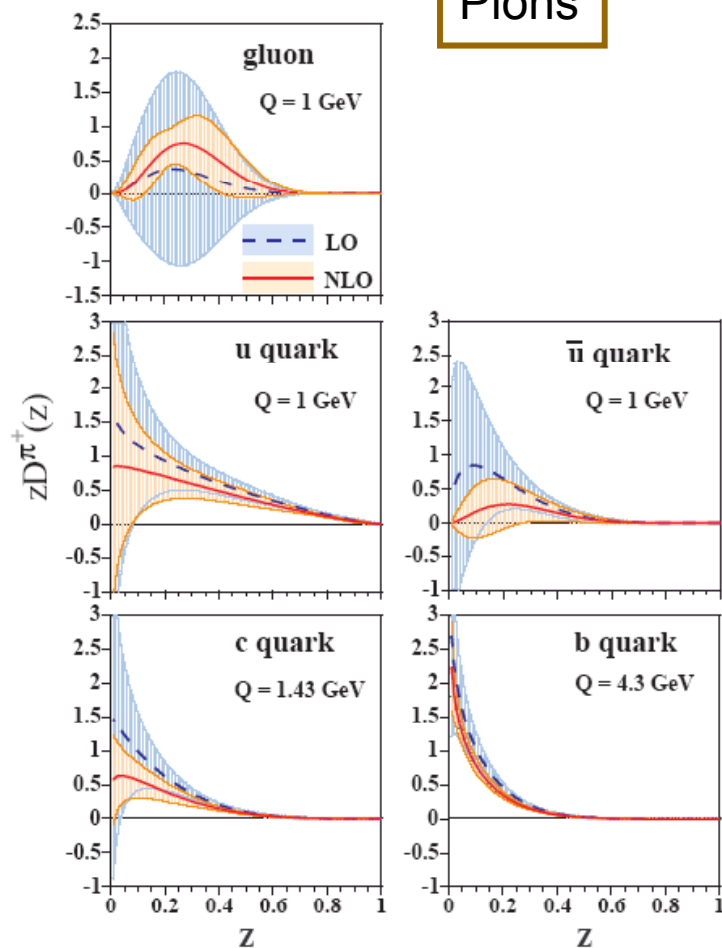 Pions
2.5
2
1.5
1
0.5
0
-0.5
-1
-1.5
gluon
Q = 1 GeV
LO
NLO
3
2.5
2
1.5
1
0.5
0
-0.5
-1
u quark
Q = 1 GeV
3
2.5
2
1.5
1
0.5
0
-0.5
-1
ū quark
Q = 1 GeV
zD^π⁺(z)
3
2.5
2
1.5
1
0.5
0
-0.5
-1
c quark
Q = 1.43 GeV
0 0.2 0.4 0.6 0.8 1
z
3
2.5
2
1.5
1
0.5
0
-0.5
-1
b quark
Q = 4.3 GeV
0 0.2 0.4 0.6 0.8 1
z